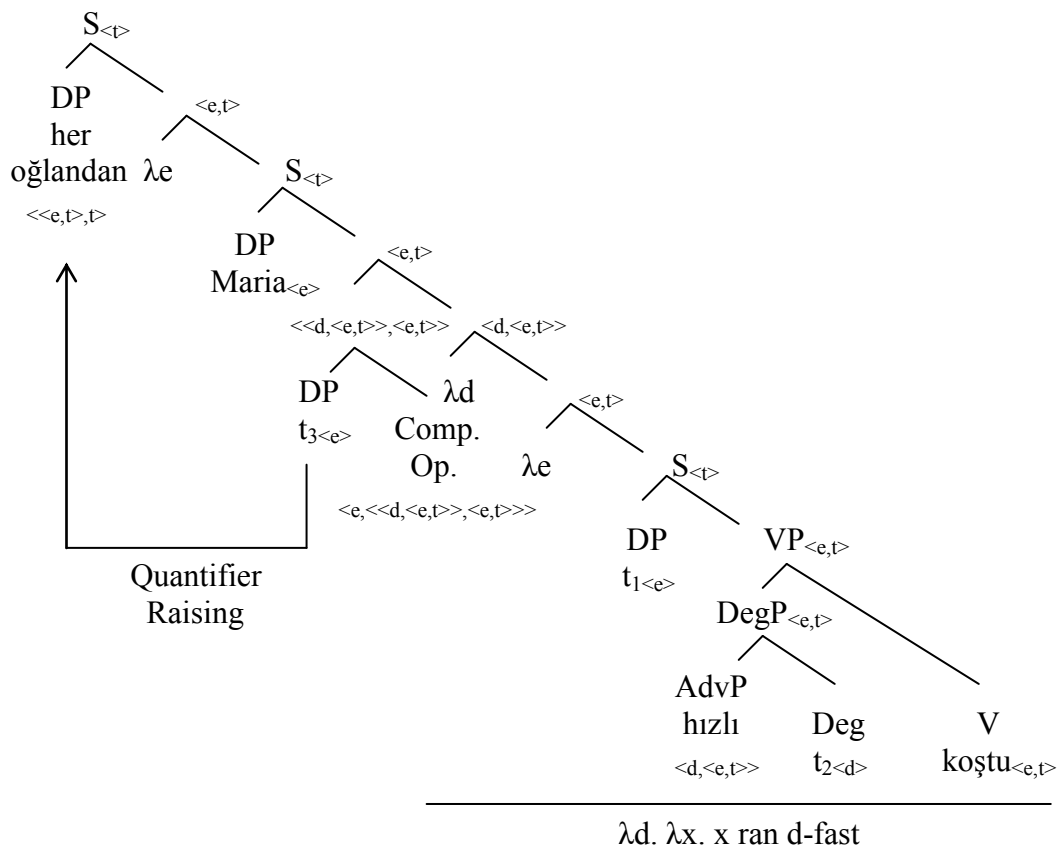 S<t>
DP
her
oğlandan
<<e,t>,t>
<e,t>
λe
S<t>
DP
Maria<e>
<e,t>
<<d,<e,t>>,<e,t>>
<d,<e,t>>
DP
t3<e>
λd
Comp.
Op.
<e,<<d,<e,t>>,<e,t>>>
<e,t>
λe
S<t>
Quantifier
Raising
DP
t1<e>
VP<e,t>
DegP<e,t>
AdvP
hızlı
<d,<e,t>>
Deg
t2<d>
V
koştu<e,t>
λd. λx. x ran d-fast